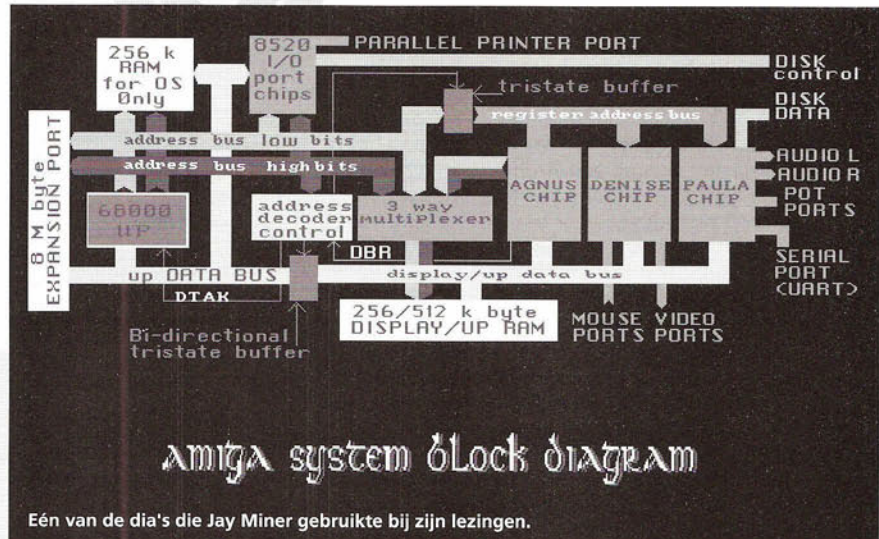 256 k
RAM
for OS
Only
8520
I/O
port
chips
PARALLEL PRINTER PORT
DISK
control
tristate buffer
DISK
DATA
register address bus
8 M byte
EXPANSION PORT
address bus low bits
address bus high bits
AUDIO L
AUDIO R
POT
PORTS
68000
UP
address
decoder
control
3 way
multiplexer
AGNUS
CHIP
DENISE
CHIP
PAULA
CHIP
DBR
SERIAL
PORT
(UART)
up DATA BUS
display/up data bus
DTAK
256/512 k byte
DISPLAY/UP RAM
MOUSE
PORTS
VIDEO
PORTS
Bi-directional
tristate buffer
amiga system block diagram
Eén van de dia's die Jay Miner gebruikte bij zijn lezingen.